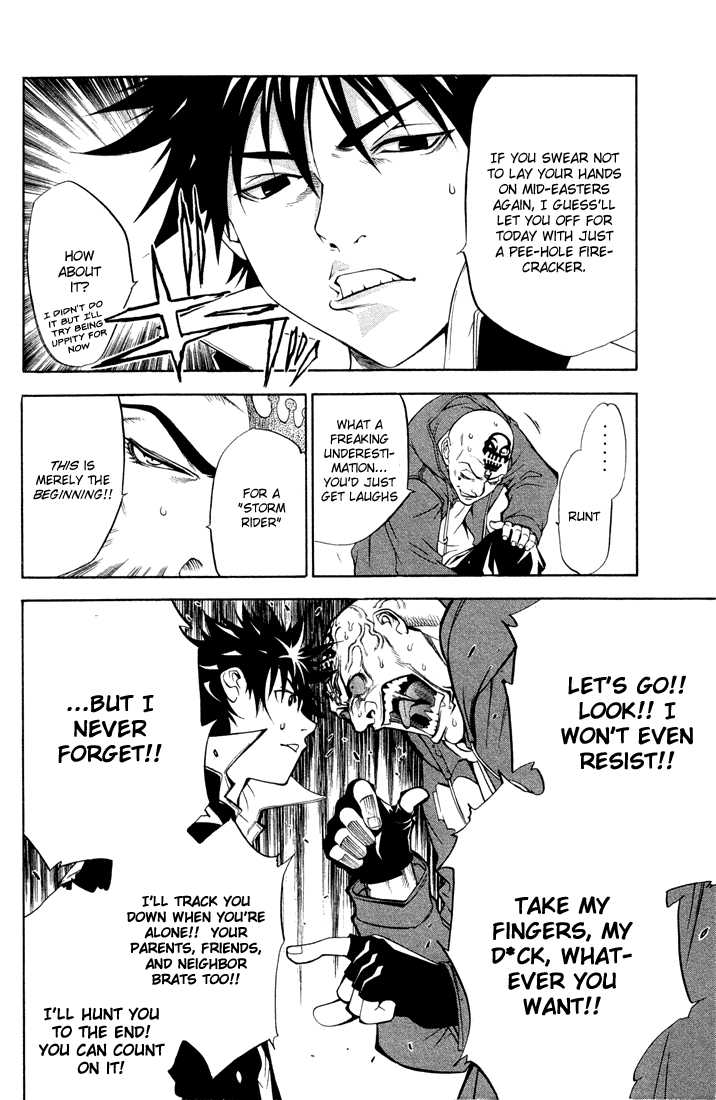 IF YOU SWEAR NOT
TO LAY YOUR HANDS
ON MID-EASTERS
AGAIN, I GUESS'LL
LET YOU OFF FOR
TODAY WITH JUST
A PEE-HOLE FIRE-
CRACKER.
HOW
ABOUT
IT?
I DIDN'T DO
IT BUT I'LL
TRY BEING
UPPITY FOR
NOW
DODON
......
RUNT
WHAT A
FREAKING
UNDERESTI-
MATION...
YOU'D JUST
GET LAUGHS
FOR A
"STORM
RIDER"
THIS IS
MERELY THE
BEGINNING!!
LET'S GO!!
LOOK!! I
WON'T EVEN
RESIST!!
TAKE MY
FINGERS, MY
D*CK, WHAT-
EVER YOU
WANT!!
...BUT I
NEVER
FORGET!!
I'LL TRACK YOU
DOWN WHEN YOU'RE
ALONE!! YOUR
PARENTS, FRIENDS,
AND NEIGHBOR
BRATS TOO!!
I'LL HUNT YOU
TO THE END!
YOU CAN COUNT
ON IT!